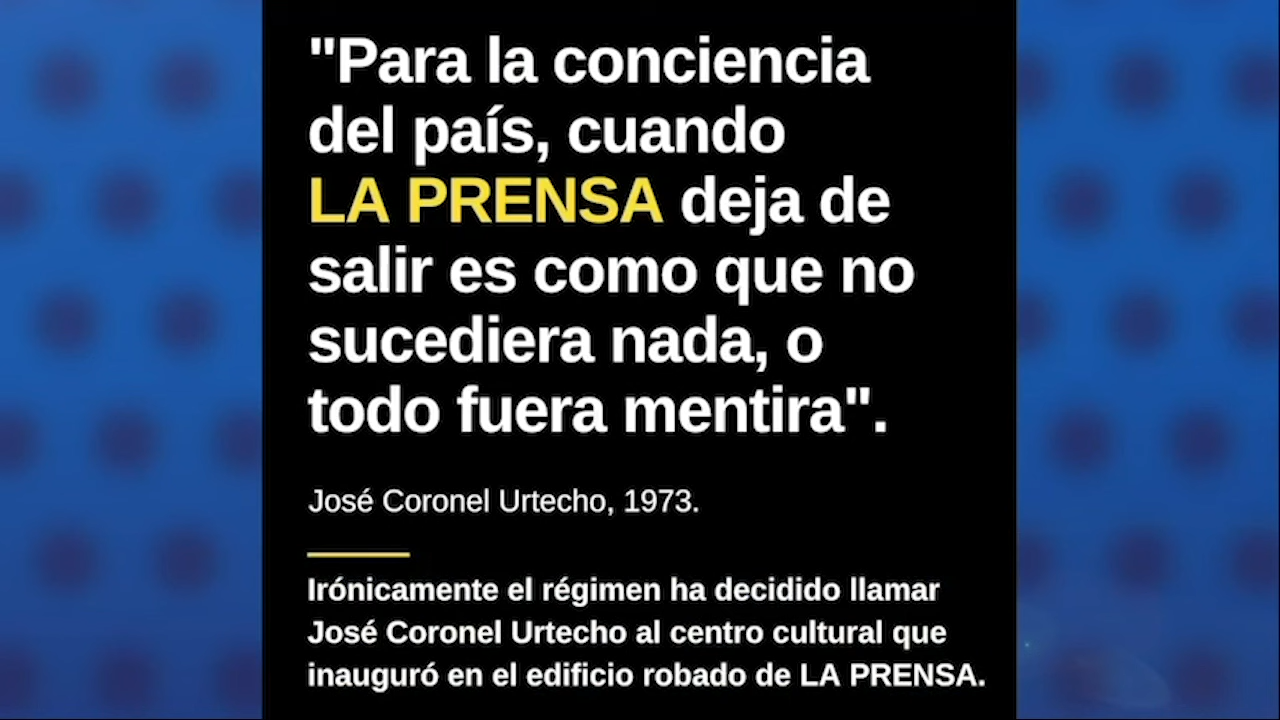 "Para la conciencia
del país, cuando
LA PRENSA deja de
salir es como que no
sucediera nada, o
todo fuera mentira".
José Coronel Urtecho, 1973.
Irónicamente el régimen ha decidido llamar
José Coronel Urtecho al centro cultural que
inauguró en el edificio robado de LA PRENSA.